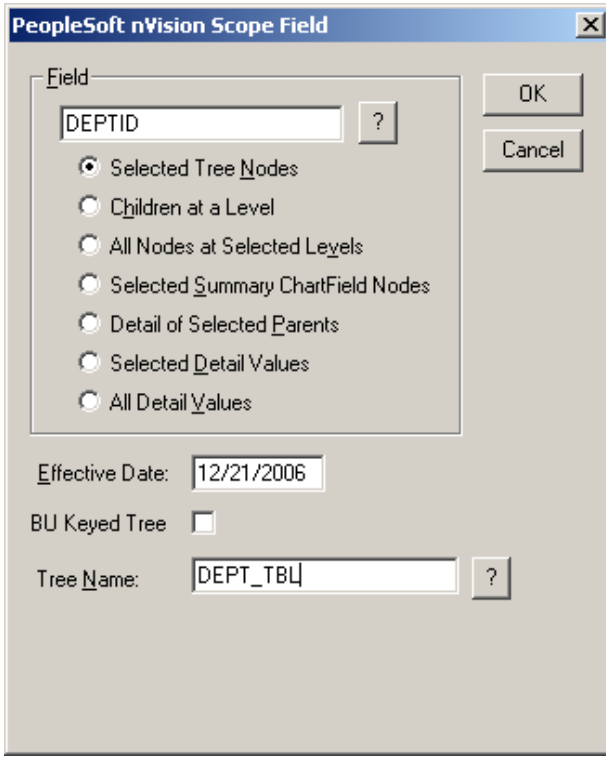 PeopleSoft nVision Scope Field
Field
DEPTID
?
OK
Cancel
Selected Tree Nodes
Children at a Level
All Nodes at Selected Levels
Selected Summary ChartField Nodes
Detail of Selected Parents
Selected Detail Values
All Detail Values
Effective Date: 12/21/2006
BU Keyed Tree
Tree Name: DEPT_TBL ?